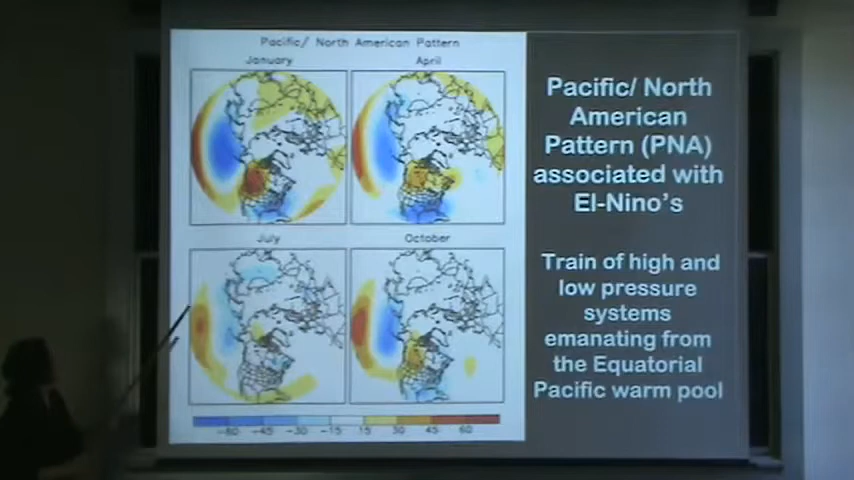 Pacific/ North American Pattern
January
April
July
October
-60 -45 -30 -15 15 30 45 60
Pacific/ North
American
Pattern (PNA)
associated with
El-Nino's
Train of high and
low pressure
systems
emanating from
the Equatorial
Pacific warm pool